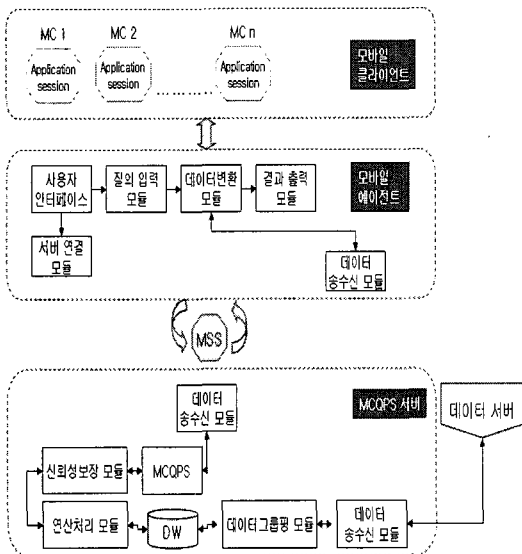 MC 1
MC 2
MC n
Application
session
Application
session
.........
Application
session
모바일
클라이언트
사용자
인터페이스
질의 입력
모듈
데이터변환
모듈
결과 출력
모듈
모바일
에이전트
서버 연결
모듈
데이터
송수신 모듈
MSS
데이터
송수신 모듈
MCQPS 서버
데이터 서버
신뢰성보장 모듈
MCQPS
연산처리 모듈
DW
데이터그룹핑 모듈
데이터
송수신 모듈